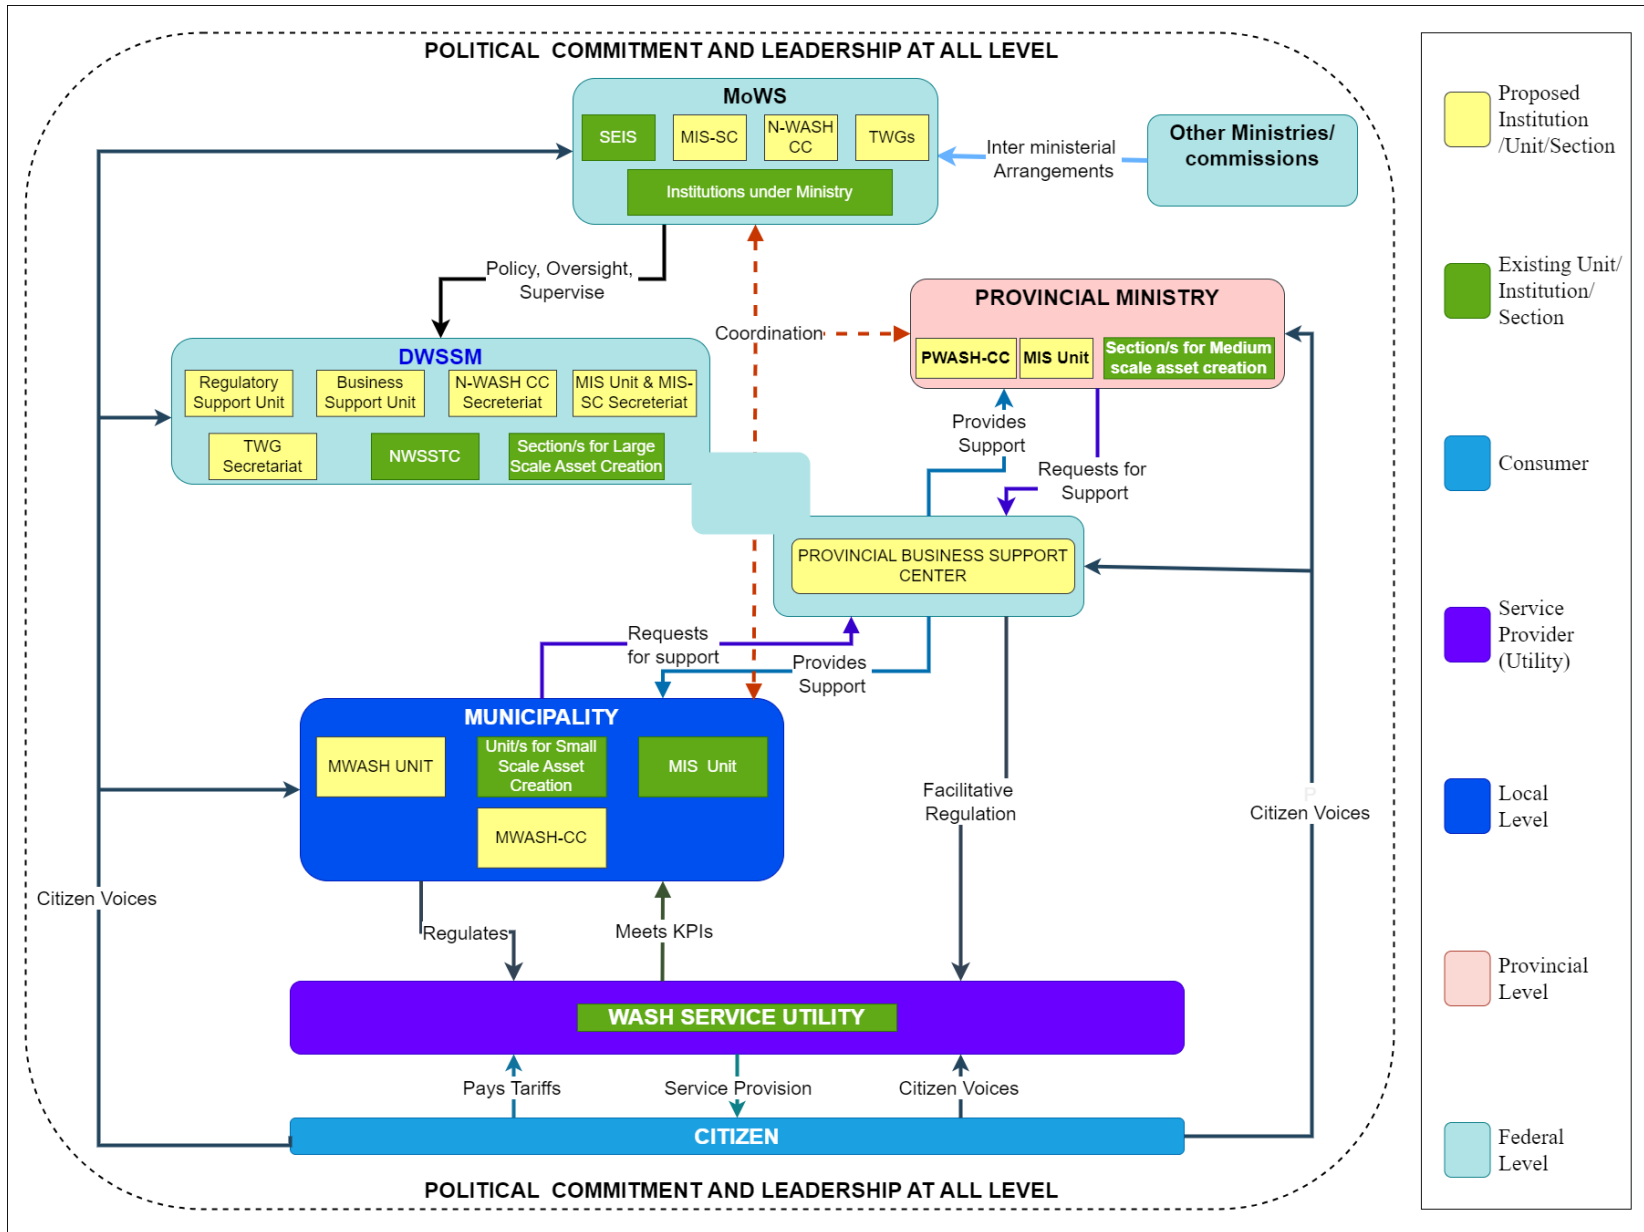 POLITICAL COMMITMENT AND LEADERSHIP AT ALL LEVEL
MoWS
SEIS
MIS-SC
N-WASH
CC
TWGs
Institutions under Ministry
Inter ministerial
Arrangements
Other Ministries/
commissions
Policy, Oversight,
Supervise
Coordination
PROVINCIAL MINISTRY
PWASH-CC
MIS Unit
Section/s for Medium
scale asset creation
DWSSM
Regulatory
Support Unit
Business
Support Unit
N-WASH CC
Secreteriat
MIS Unit & MIS-
SC Secreteriat
TWG
Secretariat
NWSSTC
Section/s for Large
Scale Asset Creation
Provides
Support
Requests for
Support
PROVINCIAL BUSINESS SUPPORT
CENTER
Requests
for support
Provides
Support
MUNICIPALITY
MWASH UNIT
Unit/s for Small
Scale Asset
Creation
MIS Unit
MWASH-CC
Facilitative
Regulation
P
Citizen Voices
Citizen Voices
Regulates
Meets KPIs
WASH SERVICE UTILITY
Pays Tariffs
Service Provision
Citizen Voices
CITIZEN
POLITICAL COMMITMENT AND LEADERSHIP AT ALL LEVEL
Proposed
Institution
/Unit/Section
Existing Unit/
Institution/
Section
Consumer
Service
Provider
(Utility)
Local
Level
Provincial
Level
Federal
Level